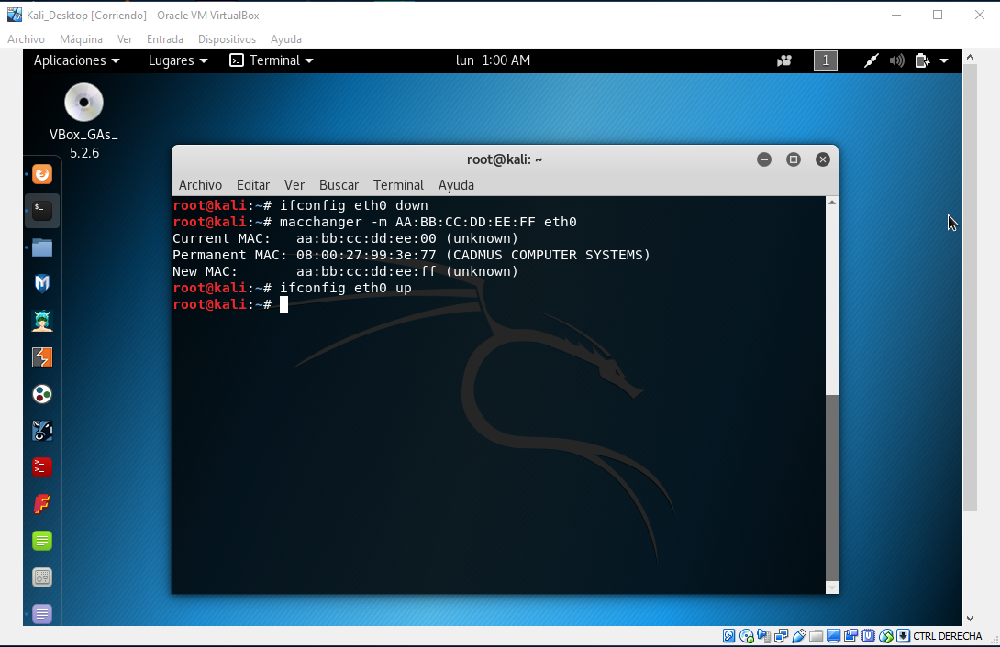 Kali_Desktop [Corriendo] - Oracle VM VirtualBox
Archivo Máquina Ver Entrada Dispositivos Ayuda
Aplicaciones Lugares Terminal lun 1:00 AM 1
VBox_GAs_
5.2.6
root@kali: ~
Archivo Editar Ver Buscar Terminal Ayuda
root@kali:~# ifconfig eth0 down
root@kali:~# macchanger -m AA:BB:CC:DD:EE:FF eth0
Current MAC:   aa:bb:cc:dd:ee:00 (unknown)
Permanent MAC: 08:00:27:99:3e:77 (CADMUS COMPUTER SYSTEMS)
New MAC:       aa:bb:cc:dd:ee:ff (unknown)
root@kali:~# ifconfig eth0 up
root@kali:~#
CTRL DERECHA